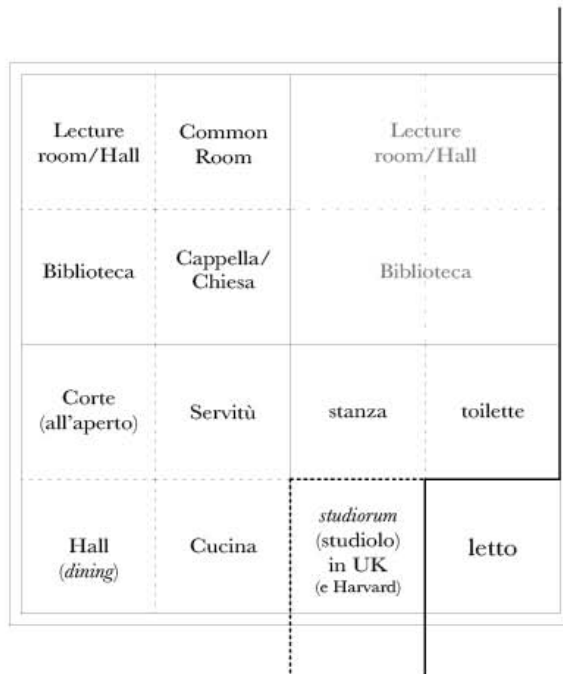 Lecture
room/Hall
Common
Room
Lecture
room/Hall
Biblioteca
Cappella/
Chiesa
Biblioteca
Corte
(all'aperto)
Servitù
stanza
toilette
Hall
(dining)
Cucina
studiorum
(studiolo)
in UK
(e Harvard)
letto